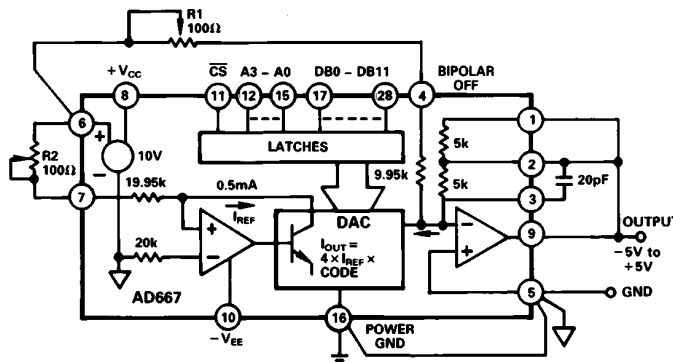 R1
100Ω
+VCC
CS A3 – A0 DB0 – DB11 BIPOLAR
OFF
8 11 12 15 17 28 4
6 1
+
R2
100Ω
10V
–
LATCHES
5k
2
7
19.95k
0.5mA
9.95k
5k
20pF
3
IREF
DAC
+
–
IOUT =
4 × IREF ×
CODE
–
+
9
OUTPUT
–5V to
+5V
20k
5
GND
AD667
10
–VEE
16
POWER
GND